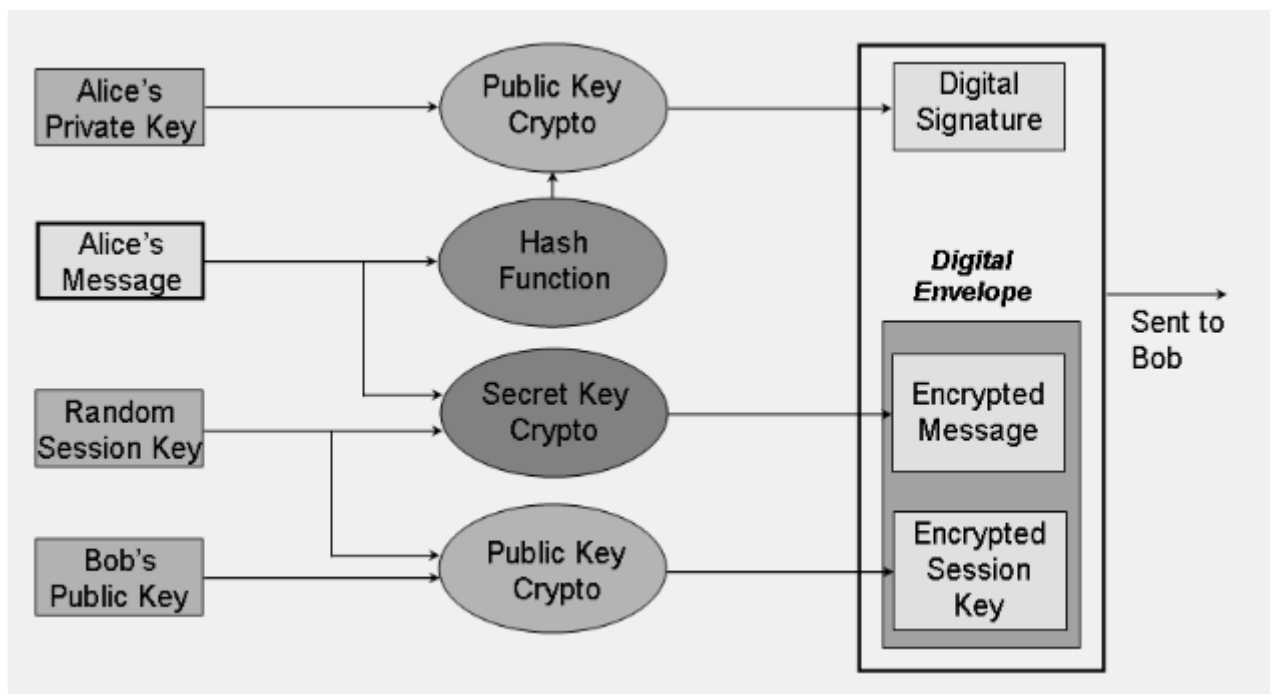 Alice's
Private Key
Public Key
Crypto
Digital
Signature
Alice's
Message
Hash
Function
Digital
Envelope
Sent to
Bob
Random
Session Key
Secret Key
Crypto
Encrypted
Message
Bob's
Public Key
Public Key
Crypto
Encrypted
Session
Key